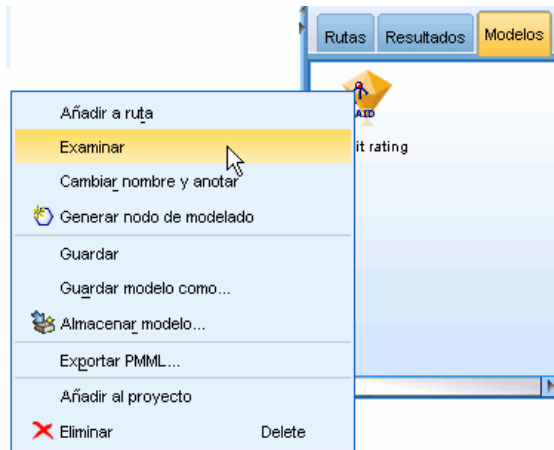 Rutas Resultados Modelos
AID
it rating
Añadir a ruta
Examinar
Cambiar nombre y anotar
Generar nodo de modelado
Guardar
Guardar modelo como...
Almacenar modelo...
Exportar PMML...
Añadir al proyecto
Eliminar Delete